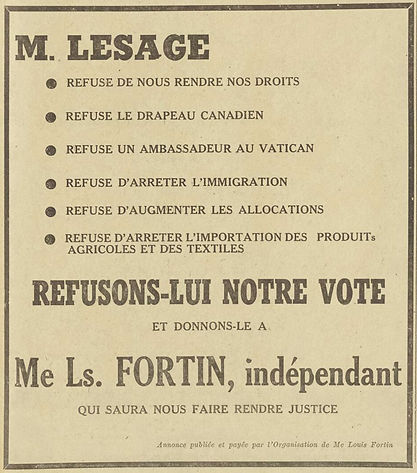 M. LESAGE
● REFUSE DE NOUS RENDRE NOS DROITS
● REFUSE LE DRAPEAU CANADIEN
● REFUSE UN AMBASSADEUR AU VATICAN
● REFUSE D'ARRETER L'IMMIGRATION
● REFUSE D'AUGMENTER LES ALLOCATIONS
● REFUSE D'ARRETER L'IMPORTATION DES PRODUITs
AGRICOLES ET DES TEXTILES
REFUSONS-LUI NOTRE VOTE
ET DONNONS-LE A
Me Ls. FORTIN, indépendant
QUI SAURA NOUS FAIRE RENDRE JUSTICE
Annonce publiée et payée par l'Organisation de Me Louis Fortin